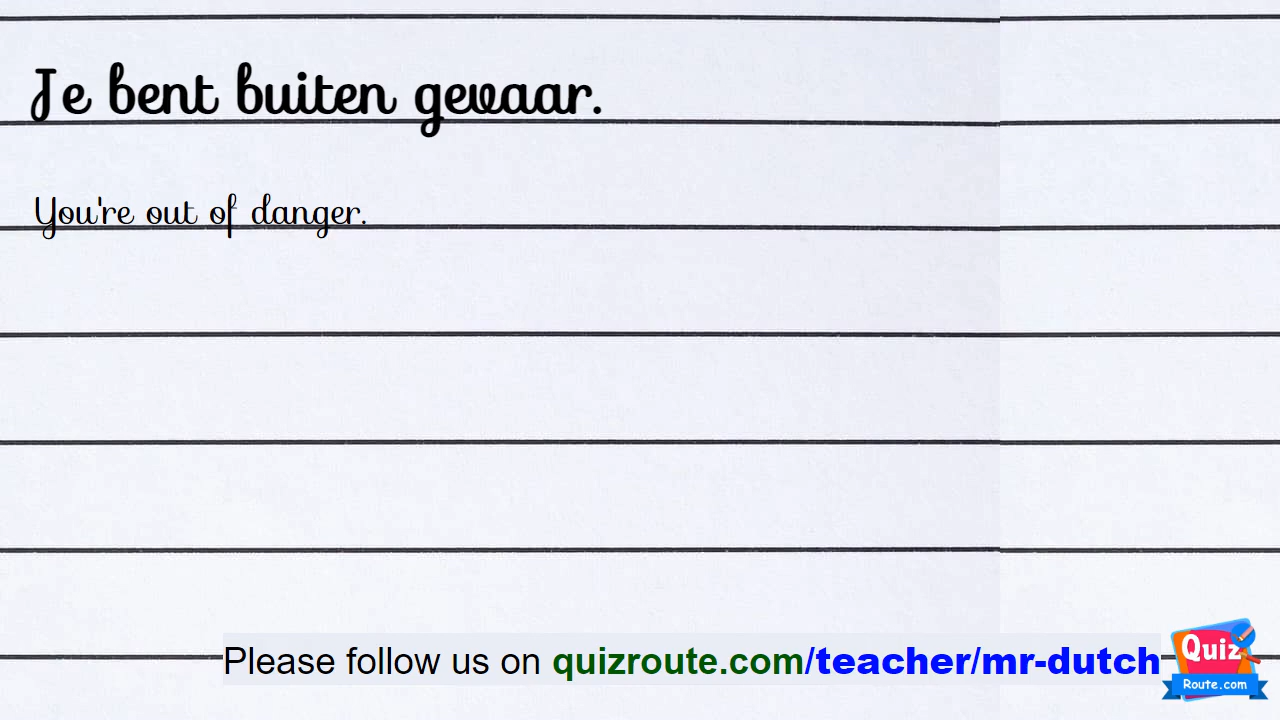 Je bent buiten gevaar.
You're out of danger.
Please follow us on quizroute.com/teacher/mr-dutch
Quiz
Route.com